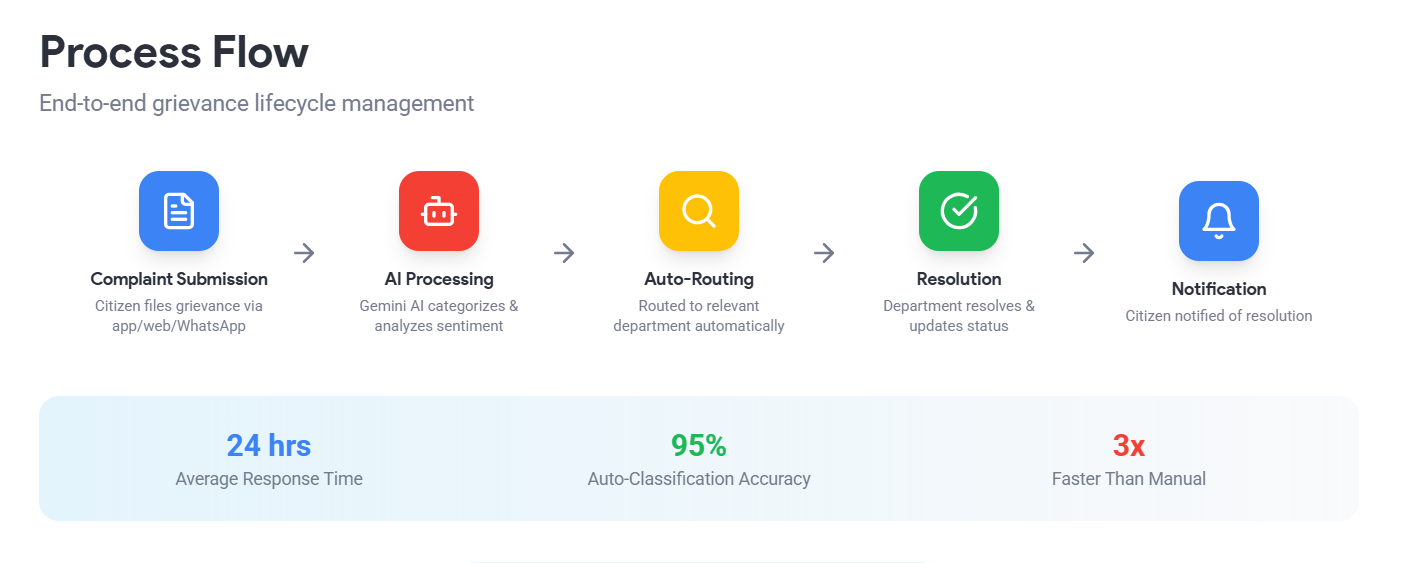 Process Flow
End-to-end grievance lifecycle management
Complaint Submission
Citizen files grievance via
app/web/WhatsApp
AI Processing
Gemini AI categorizes &
analyzes sentiment
Auto-Routing
Routed to relevant
department automatically
Resolution
Department resolves &
updates status
Notification
Citizen notified of resolution
24 hrs
Average Response Time
95%
Auto-Classification Accuracy
3x
Faster Than Manual